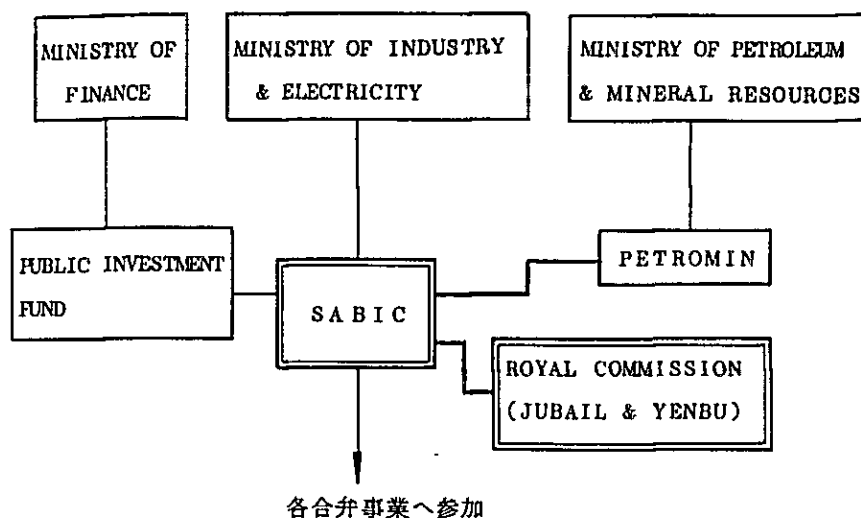 MINISTRY OF
FINANCE
MINISTRY OF INDUSTRY
& ELECTRICITY
MINISTRY OF PETROLEUM
& MINERAL RESOURCES
PUBLIC INVESTMENT
FUND
SABIC
PETROMIN
ROYAL COMMISSION
(JUBAIL & YENBU)
各合弁事業へ参加